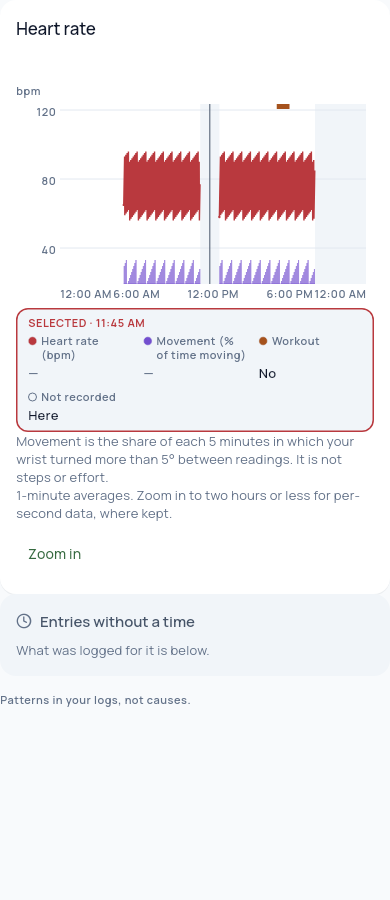 Heart rate
bpm
120
80
40
12:00 AM 6:00 AM 12:00 PM 6:00 PM 12:00 AM
SELECTED · 11:45 AM
Heart rate (bpm)
—
Movement (% of time moving)
—
Workout
No
Not recorded
Here
Movement is the share of each 5 minutes in which your
wrist turned more than 5° between readings. It is not
steps or effort.
1-minute averages. Zoom in to two hours or less for per-
second data, where kept.
Zoom in
Entries without a time
What was logged for it is below.
Patterns in your logs, not causes.